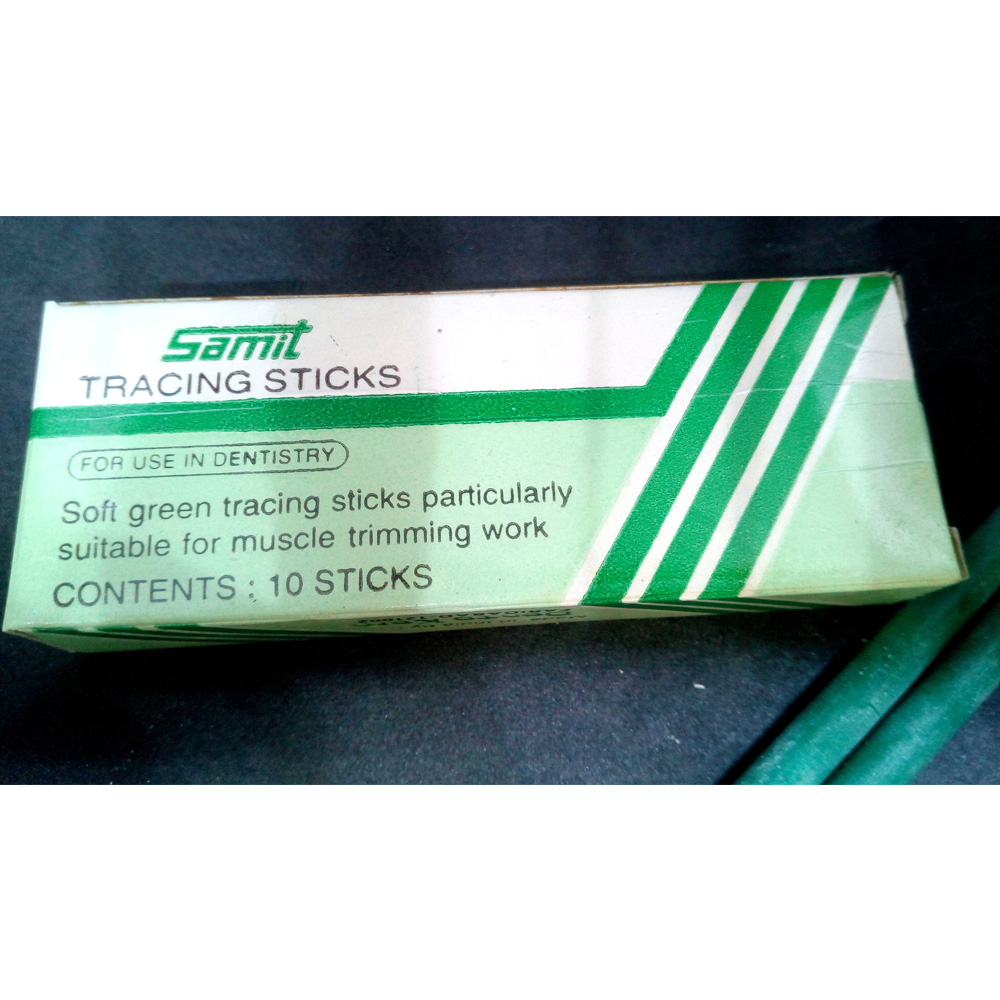 Samit
TRACING STICKS
FOR USE IN DENTISTRY
Soft green tracing sticks particularly
suitable for muscle trimming work
CONTENTS : 10 STICKS